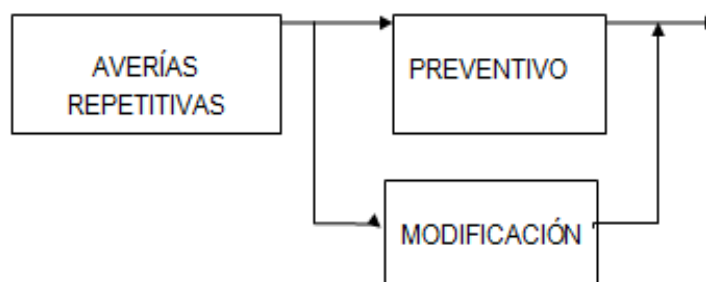 AVERÍAS
REPETITIVAS
PREVENTIVO
MODIFICACIÓN